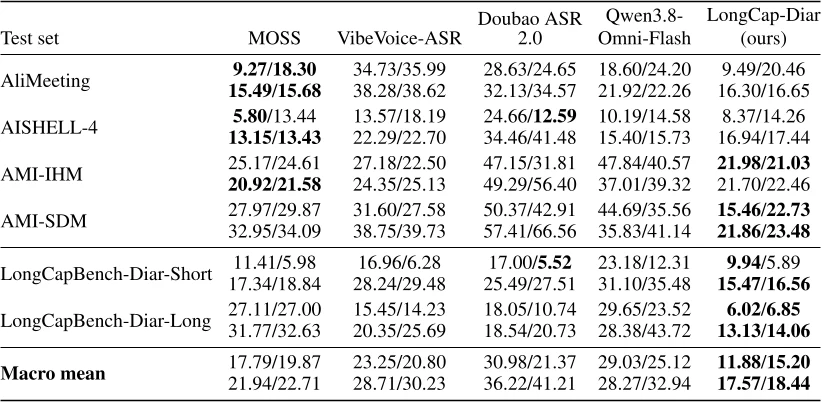 Test set MOSS VibeVoice-ASR Doubao ASR 2.0 Qwen3.8-Omni-Flash LongCap-Diar (ours)
AliMeeting 9.27/18.30 34.73/35.99 28.63/24.65 18.60/24.20 9.49/20.46
15.49/15.68 38.28/38.62 32.13/34.57 21.92/22.26 16.30/16.65
AISHELL-4 5.80/13.44 13.57/18.19 24.66/12.59 10.19/14.58 8.37/14.26
13.15/13.43 22.29/22.70 34.46/41.48 15.40/15.73 16.94/17.44
AMI-IHM 25.17/24.61 27.18/22.50 47.15/31.81 47.84/40.57 21.98/21.03
20.92/21.58 24.35/25.13 49.29/56.40 37.01/39.32 21.70/22.46
AMI-SDM 27.97/29.87 31.60/27.58 50.37/42.91 44.69/35.56 15.46/22.73
32.95/34.09 38.75/39.73 57.41/66.56 35.83/41.14 21.86/23.48
LongCapBench-Diar-Short 11.41/5.98 16.96/6.28 17.00/5.52 23.18/12.31 9.94/5.89
17.34/18.84 28.24/29.48 25.49/27.51 31.10/35.48 15.47/16.56
LongCapBench-Diar-Long 27.11/27.00 15.45/14.23 18.05/10.74 29.65/23.52 6.02/6.85
31.77/32.63 20.35/25.69 18.54/20.73 28.38/43.72 13.13/14.06
Macro mean 17.79/19.87 23.25/20.80 30.98/21.37 29.03/25.12 11.88/15.20
21.94/22.71 28.71/30.23 36.22/41.21 28.27/32.94 17.57/18.44